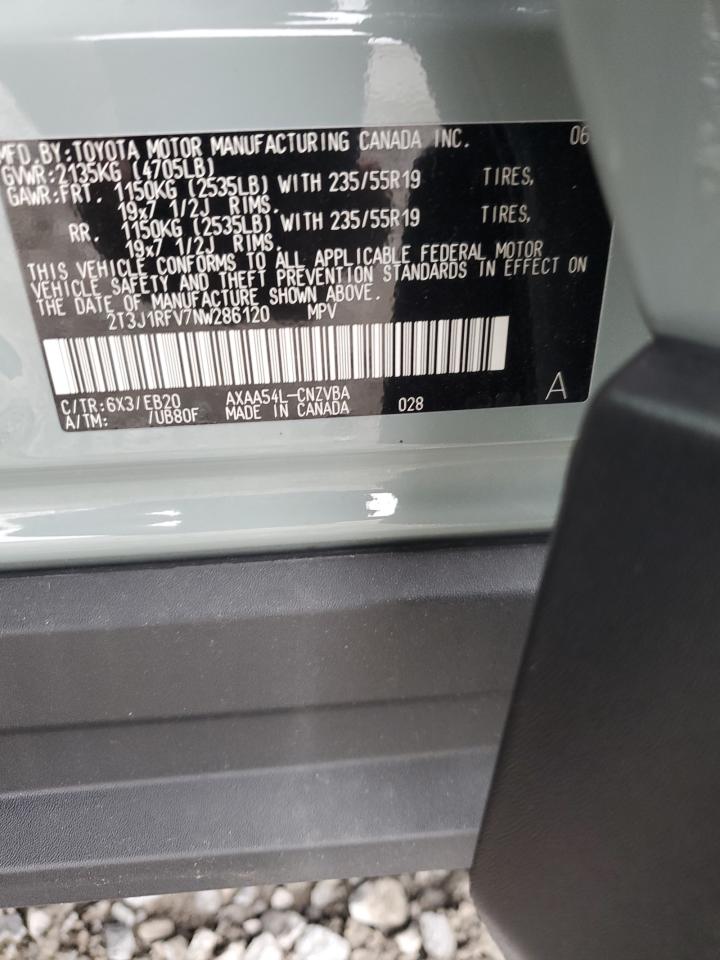 MFD. BY: TOYOTA MOTOR MANUFACTURING CANADA INC. 06
GVWR: 2135KG (4705LB)
GAWR: FRT. 1150KG (2535LB) WITH 235/55R19 TIRES,
19x7 1/2J RIMS.
RR. 1150KG (2535LB) WITH 235/55R19 TIRES,
19x7 1/2J RIMS.
THIS VEHICLE CONFORMS TO ALL APPLICABLE FEDERAL MOTOR
VEHICLE SAFETY AND THEFT PREVENTION STANDARDS IN EFFECT ON
THE DATE OF MANUFACTURE SHOWN ABOVE.
2T3J1RFV7NW286120 MPV
C/TR: 6X3/EB20 AXAA54L-CNZVBA
A/TM: /UB80F MADE IN CANADA 028 A